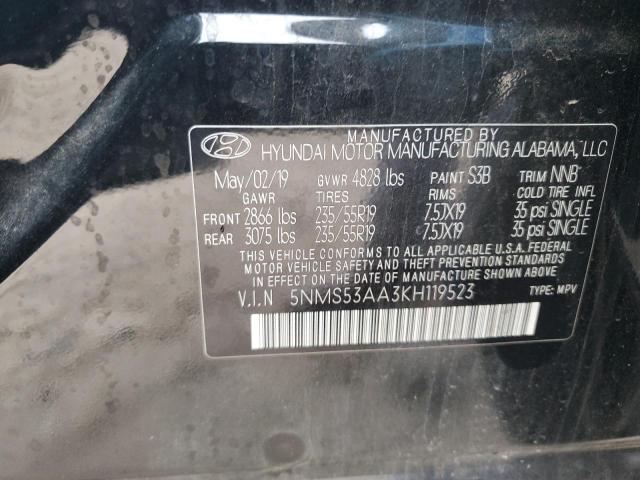 MANUFACTURED BY
HYUNDAI MOTOR MANUFACTURING ALABAMA, LLC
May/02/19 GVWR 4828 lbs PAINT S3B TRIM NNB
GAWR TIRES RIMS COLD TIRE INFL
FRONT 2866 lbs 235/55R19 7.5JX19 35 psi SINGLE
REAR 3075 lbs 235/55R19 7.5JX19 35 psi SINGLE
THIS VEHICLE CONFORMS TO ALL APPLICABLE U.S.A. FEDERAL
MOTOR VEHICLE SAFETY AND THEFT PREVENTION STANDARDS
IN EFFECT ON THE DATE OF MANUFACTURE SHOWN ABOVE.
V.I.N 5NMS53AA3KH119523
TYPE: MPV